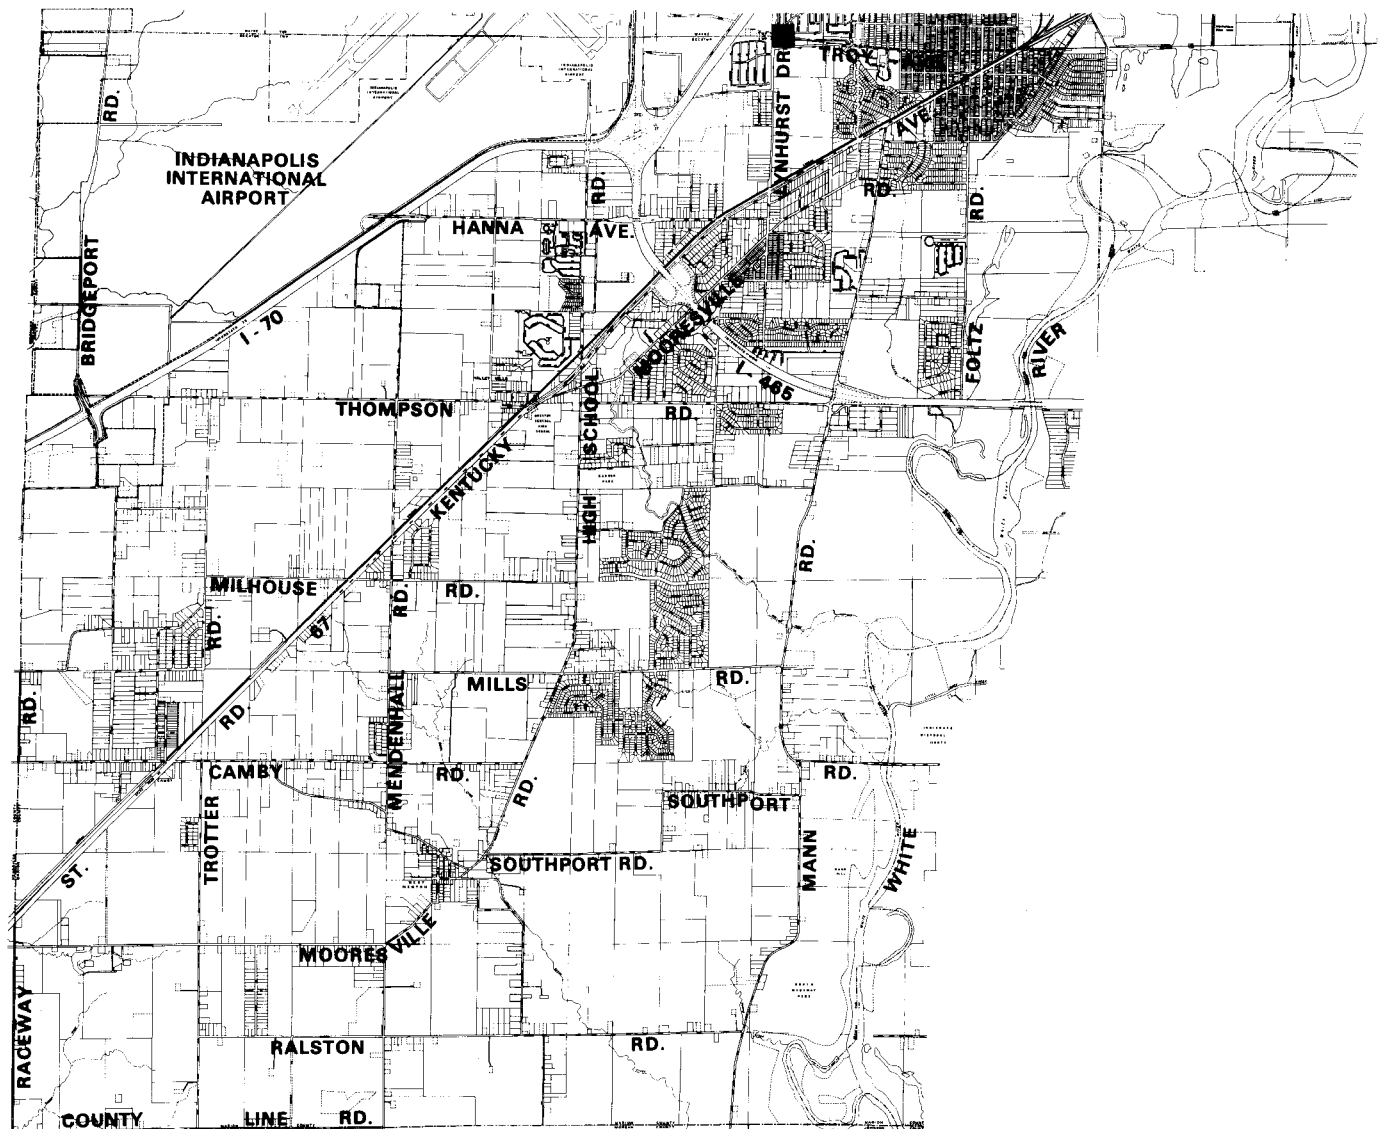 TROY
LYNHURST DR.
AVE.
RD.
INDIANAPOLIS
INTERNATIONAL
AIRPORT
RD.
RD.
RD.
HANNA AVE.
BRIDGEPORT
I - 70
MOORESVILLE
I - 465
FOLTZ
RIVER
THOMPSON RD.
KENTUCKY
HIGH SCHOOL
RD.
MILHOUSE RD.
RD.
RD.
67
MILLS RD.
RD.
RD.
MENDENHALL
CAMBY RD. RD.
RD.
SOUTHPORT
TROTTER
MANN
WHITE
SOUTHPORT RD.
ST.
MOORESVILLE
RACEWAY
RALSTON RD.
COUNTY LINE RD.